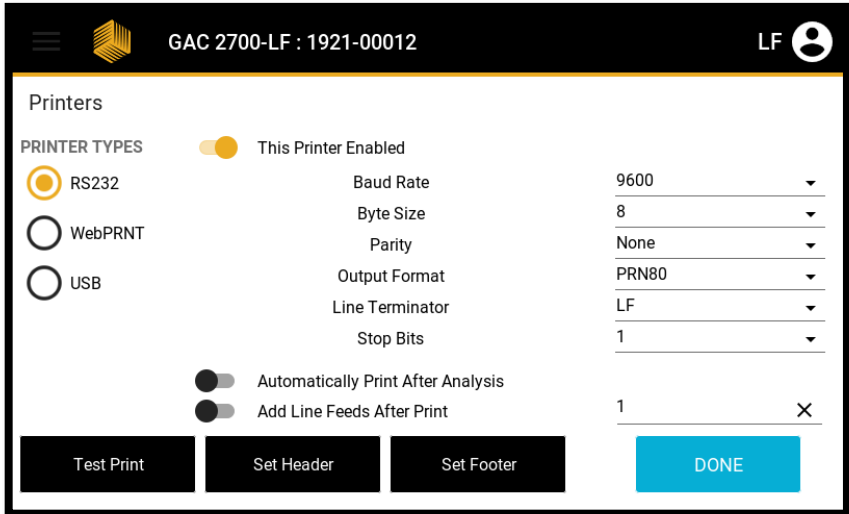 GAC 2700-LF : 1921-00012 LF
Printers
PRINTER TYPES This Printer Enabled
RS232 Baud Rate 9600
Byte Size 8
WebPRNT Parity None
Output Format PRN80
USB Line Terminator LF
Stop Bits 1
Automatically Print After Analysis
Add Line Feeds After Print 1
Test Print Set Header Set Footer DONE